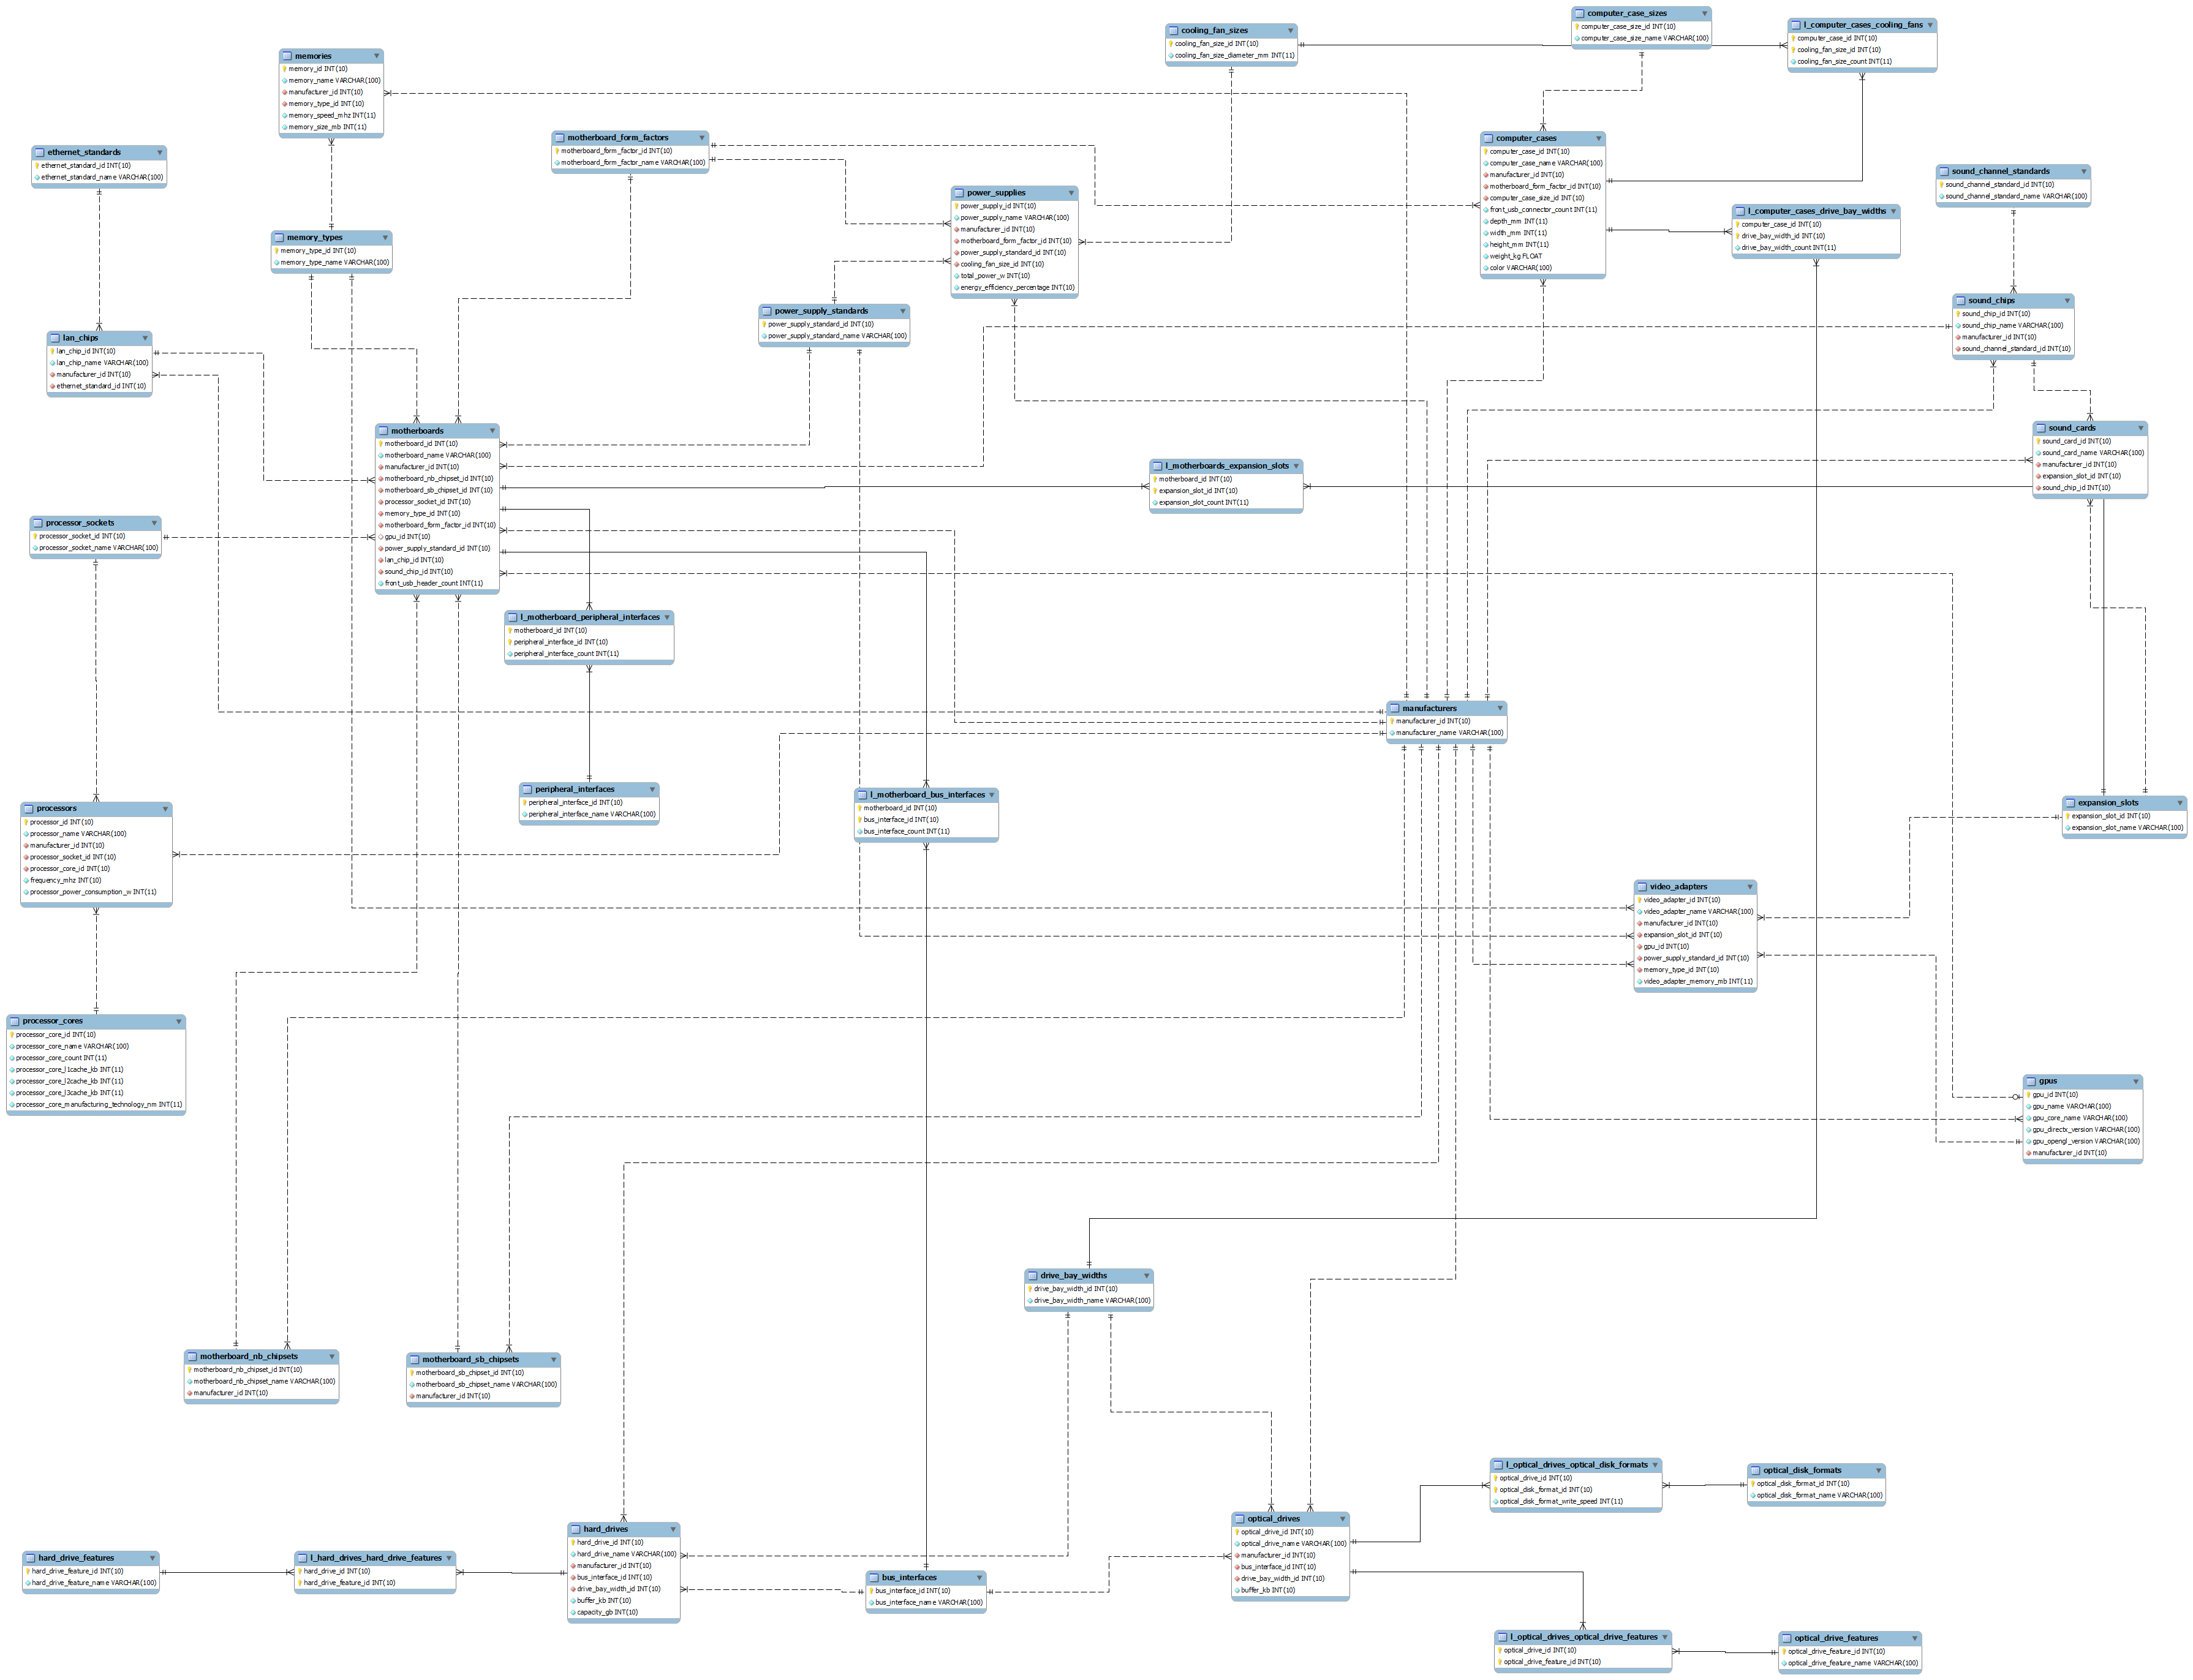 computer_case_sizes
computer_case_size_id INT(10)
computer_case_size_name VARCHAR(100)
l_computer_cases_cooling_fans
computer_case_id INT(10)
cooling_fan_size_id INT(10)
cooling_fan_size_count INT(11)
cooling_fan_sizes
cooling_fan_size_id INT(10)
cooling_fan_size_diameter_mm INT(11)
memories
memory_id INT(10)
memory_name VARCHAR(100)
manufacturer_id INT(10)
memory_type_id INT(10)
memory_speed_mhz INT(11)
memory_size_mb INT(11)
motherboard_form_factors
motherboard_form_factor_id INT(10)
motherboard_form_factor_name VARCHAR(100)
computer_cases
computer_case_id INT(10)
computer_case_name VARCHAR(100)
manufacturer_id INT(10)
motherboard_form_factor_id INT(10)
computer_case_size_id INT(10)
front_usb_connector_count INT(11)
depth_mm INT(11)
width_mm INT(11)
height_mm INT(11)
weight_kg FLOAT
color VARCHAR(100)
ethernet_standards
ethernet_standard_id INT(10)
ethernet_standard_name VARCHAR(100)
sound_channel_standards
sound_channel_standard_id INT(10)
sound_channel_standard_name VARCHAR(100)
power_supplies
power_supply_id INT(10)
power_supply_name VARCHAR(100)
manufacturer_id INT(10)
motherboard_form_factor_id INT(10)
power_supply_standard_id INT(10)
cooling_fan_size_id INT(10)
total_power_w INT(10)
energy_efficiency_percentage INT(10)
l_computer_cases_drive_bay_widths
computer_case_id INT(10)
drive_bay_width_id INT(10)
drive_bay_width_count INT(11)
memory_types
memory_type_id INT(10)
memory_type_name VARCHAR(100)
sound_chips
sound_chip_id INT(10)
sound_chip_name VARCHAR(100)
manufacturer_id INT(10)
sound_channel_standard_id INT(10)
power_supply_standards
power_supply_standard_id INT(10)
power_supply_standard_name VARCHAR(100)
lan_chips
lan_chip_id INT(10)
lan_chip_name VARCHAR(100)
manufacturer_id INT(10)
ethernet_standard_id INT(10)
motherboards
motherboard_id INT(10)
motherboard_name VARCHAR(100)
manufacturer_id INT(10)
motherboard_nb_chipset_id INT(10)
motherboard_sb_chipset_id INT(10)
processor_socket_id INT(10)
memory_type_id INT(10)
motherboard_form_factor_id INT(10)
gpu_id INT(10)
power_supply_standard_id INT(10)
lan_chip_id INT(10)
sound_chip_id INT(10)
front_usb_header_count INT(11)
sound_cards
sound_card_id INT(10)
sound_card_name VARCHAR(100)
manufacturer_id INT(10)
expansion_slot_id INT(10)
sound_chip_id INT(10)
l_motherboards_expansion_slots
motherboard_id INT(10)
expansion_slot_id INT(10)
expansion_slot_count INT(11)
processor_sockets
processor_socket_id INT(10)
processor_socket_name VARCHAR(100)
l_motherboard_peripheral_interfaces
motherboard_id INT(10)
peripheral_interface_id INT(10)
peripheral_interface_count INT(11)
manufacturers
manufacturer_id INT(10)
manufacturer_name VARCHAR(100)
peripheral_interfaces
peripheral_interface_id INT(10)
peripheral_interface_name VARCHAR(100)
l_motherboard_bus_interfaces
motherboard_id INT(10)
bus_interface_id INT(10)
bus_interface_count INT(11)
expansion_slots
expansion_slot_id INT(10)
expansion_slot_name VARCHAR(100)
processors
processor_id INT(10)
processor_name VARCHAR(100)
manufacturer_id INT(10)
processor_socket_id INT(10)
processor_core_id INT(10)
frequency_mhz INT(10)
processor_power_consumption_w INT(11)
video_adapters
video_adapter_id INT(10)
video_adapter_name VARCHAR(100)
manufacturer_id INT(10)
expansion_slot_id INT(10)
gpu_id INT(10)
power_supply_standard_id INT(10)
memory_type_id INT(10)
video_adapter_memory_mb INT(11)
processor_cores
processor_core_id INT(10)
processor_core_name VARCHAR(100)
processor_core_count INT(11)
processor_core_l1cache_kb INT(11)
processor_core_l2cache_kb INT(11)
processor_core_l3cache_kb INT(11)
processor_core_manufacturing_technology_nm INT(11)
gpus
gpu_id INT(10)
gpu_name VARCHAR(100)
gpu_core_name VARCHAR(100)
gpu_directx_version VARCHAR(100)
gpu_opengl_version VARCHAR(100)
manufacturer_id INT(10)
drive_bay_widths
drive_bay_width_id INT(10)
drive_bay_width_name VARCHAR(100)
motherboard_nb_chipsets
motherboard_nb_chipset_id INT(10)
motherboard_nb_chipset_name VARCHAR(100)
manufacturer_id INT(10)
motherboard_sb_chipsets
motherboard_sb_chipset_id INT(10)
motherboard_sb_chipset_name VARCHAR(100)
manufacturer_id INT(10)
l_optical_drives_optical_disk_formats
optical_drive_id INT(10)
optical_disk_format_id INT(10)
optical_disk_format_write_speed INT(11)
optical_disk_formats
optical_disk_format_id INT(10)
optical_disk_format_name VARCHAR(100)
hard_drives
hard_drive_id INT(10)
hard_drive_name VARCHAR(100)
manufacturer_id INT(10)
bus_interface_id INT(10)
drive_bay_width_id INT(10)
buffer_kb INT(10)
capacity_gb INT(10)
optical_drives
optical_drive_id INT(10)
optical_drive_name VARCHAR(100)
manufacturer_id INT(10)
bus_interface_id INT(10)
drive_bay_width_id INT(10)
buffer_kb INT(10)
hard_drive_features
hard_drive_feature_id INT(10)
hard_drive_feature_name VARCHAR(100)
l_hard_drives_hard_drive_features
hard_drive_id INT(10)
hard_drive_feature_id INT(10)
bus_interfaces
bus_interface_id INT(10)
bus_interface_name VARCHAR(100)
l_optical_drives_optical_drive_features
optical_drive_id INT(10)
optical_drive_feature_id INT(10)
optical_drive_features
optical_drive_feature_id INT(10)
optical_drive_feature_name VARCHAR(100)